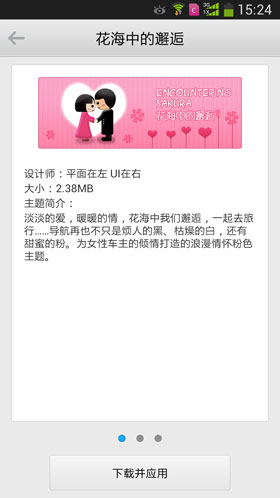 15:24
花海中的邂逅
ENCOUNTERING
SAKURA
花海中的邂逅
设计师：平面在左 UI在右
大小：2.38MB
主题简介：
淡淡的爱，暖暖的情，花海中我们邂逅，一起去旅
行……导航再也不只是烦人的黑、枯燥的白，还有
甜蜜的粉。为女性车主的倾情打造的浪漫情怀粉色
主题。
下载并应用